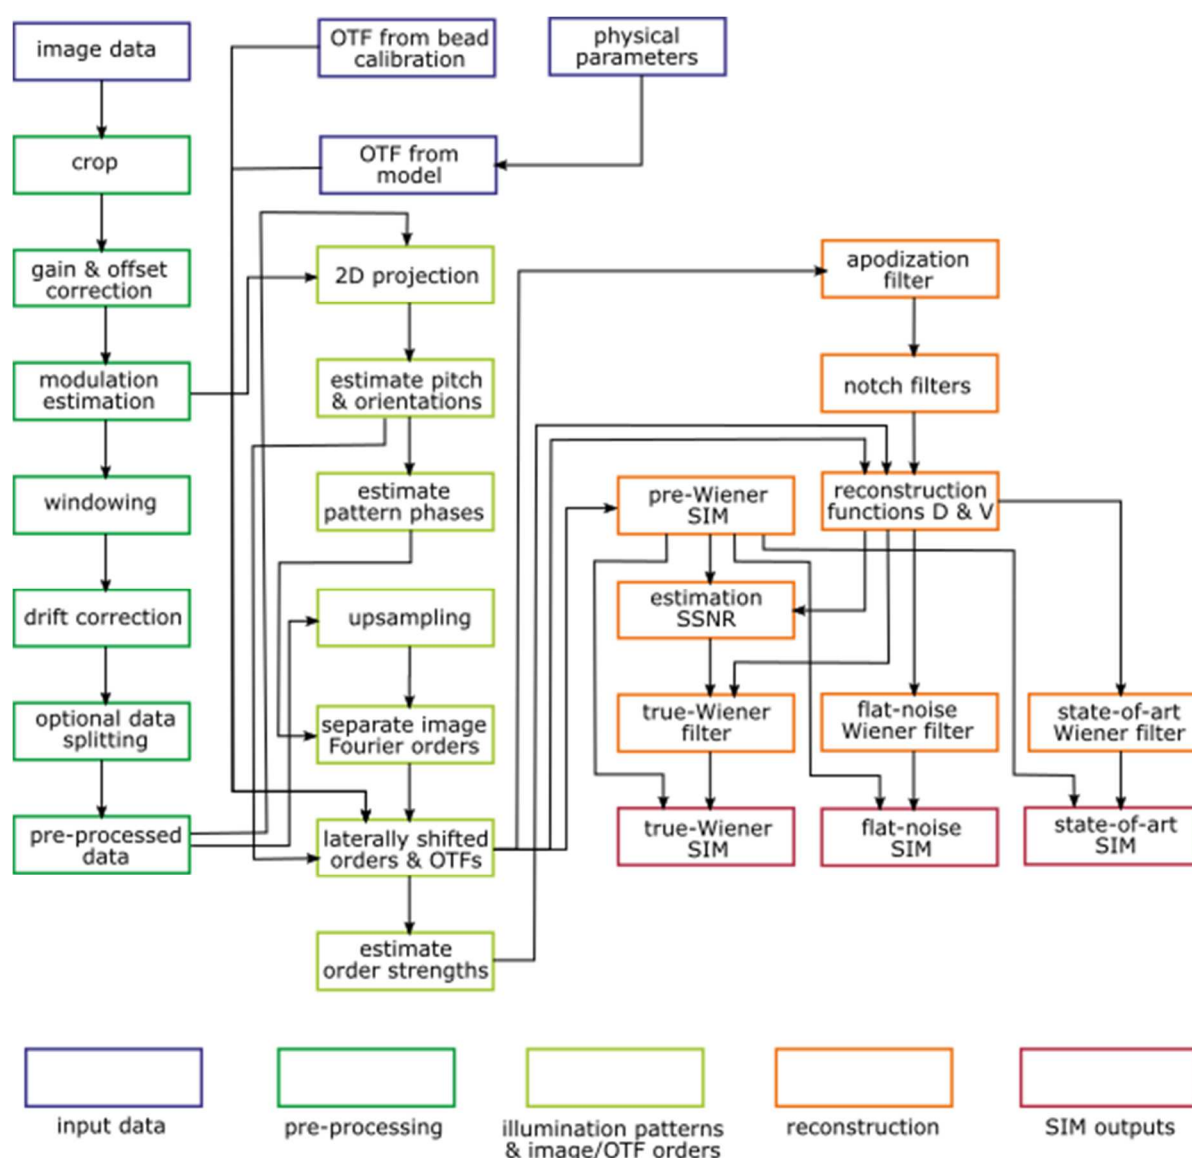 image data
OTF from bead
calibration
physical
parameters
crop
OTF from
model
gain & offset
correction
2D projection
apodization
filter
modulation
estimation
estimate pitch
& orientations
notch filters
windowing
estimate
pattern phases
pre-Wiener
SIM
reconstruction
functions D & V
drift correction
upsampling
estimation
SSNR
optional data
splitting
separate image
Fourier orders
true-Wiener
filter
flat-noise
Wiener filter
state-of-art
Wiener filter
pre-processed
data
laterally shifted
orders & OTFs
true-Wiener
SIM
flat-noise
SIM
state-of-art
SIM
estimate
order strengths
input data
pre-processing
illumination patterns
& image/OTF orders
reconstruction
SIM outputs